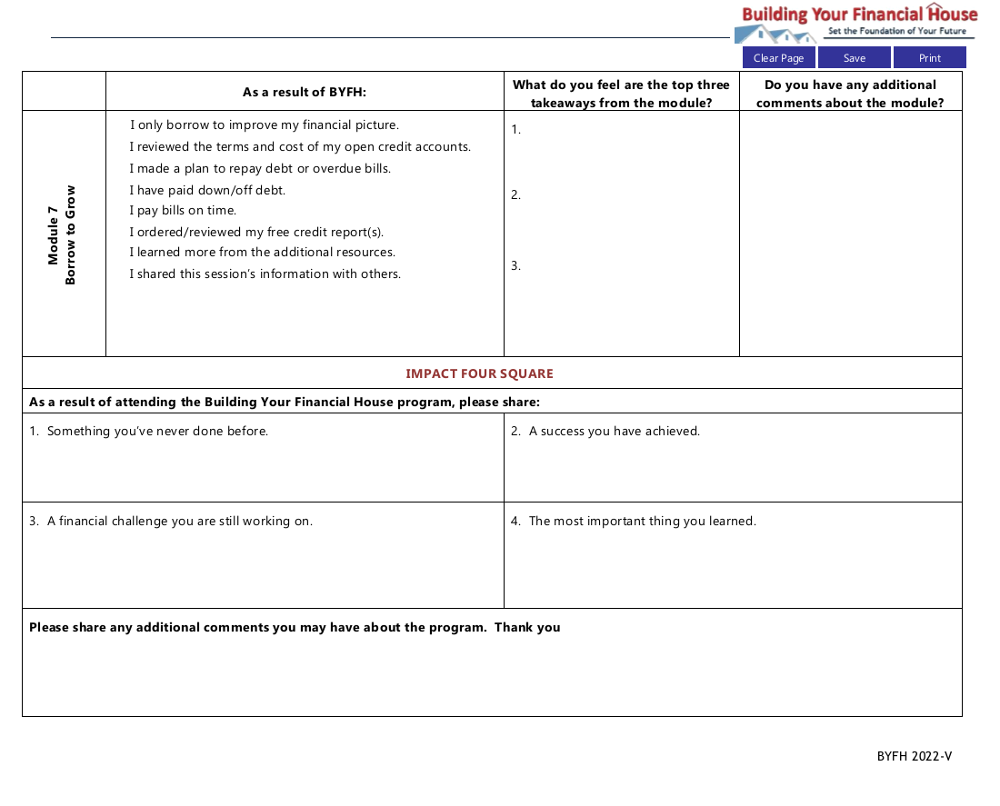 Building Your Financial House
Set the Foundation of Your Future
Clear Page
Save
Print
As a result of BYFH:
What do you feel are the top three
takeaways from the module?
Do you have any additional
comments about the module?
Module 7
Borrow to Grow
I only borrow to improve my financial picture.
I reviewed the terms and cost of my open credit accounts.
I made a plan to repay debt or overdue bills.
I have paid down/off debt.
I pay bills on time.
I ordered/reviewed my free credit report(s).
I learned more from the additional resources.
I shared this session’s information with others.
1.
2.
3.
IMPACT FOUR SQUARE
As a result of attending the Building Your Financial House program, please share:
1. Something you’ve never done before.
2. A success you have achieved.
3. A financial challenge you are still working on.
4. The most important thing you learned.
Please share any additional comments you may have about the program. Thank you
BYFH 2022-V